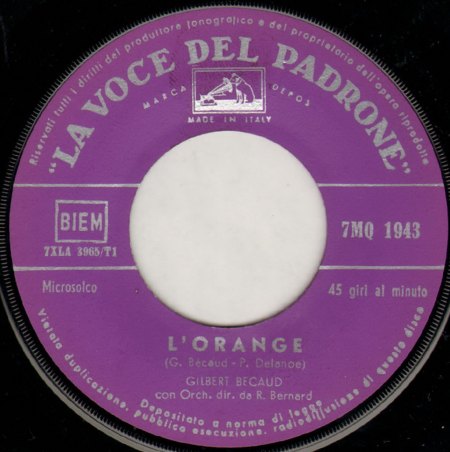 Riservati tutti i diritti del produttore fonografico e del proprietario dell'opera riprodotta
"LA VOCE DEL PADRONE"
MARCA DEPOS
MADE IN ITALY
BIEM
7XLA 3965/T1
7MQ 1943
Microsolco
45 giri al minuto
L'ORANGE
(G. Bécaud - P. Delanoe)
GILBERT BECAUD
con Orch. dir. da R. Bernard
Vietata duplicazione, pubblica esecuzione, radiodiffusione di questo disco
Depositato a norma di legge